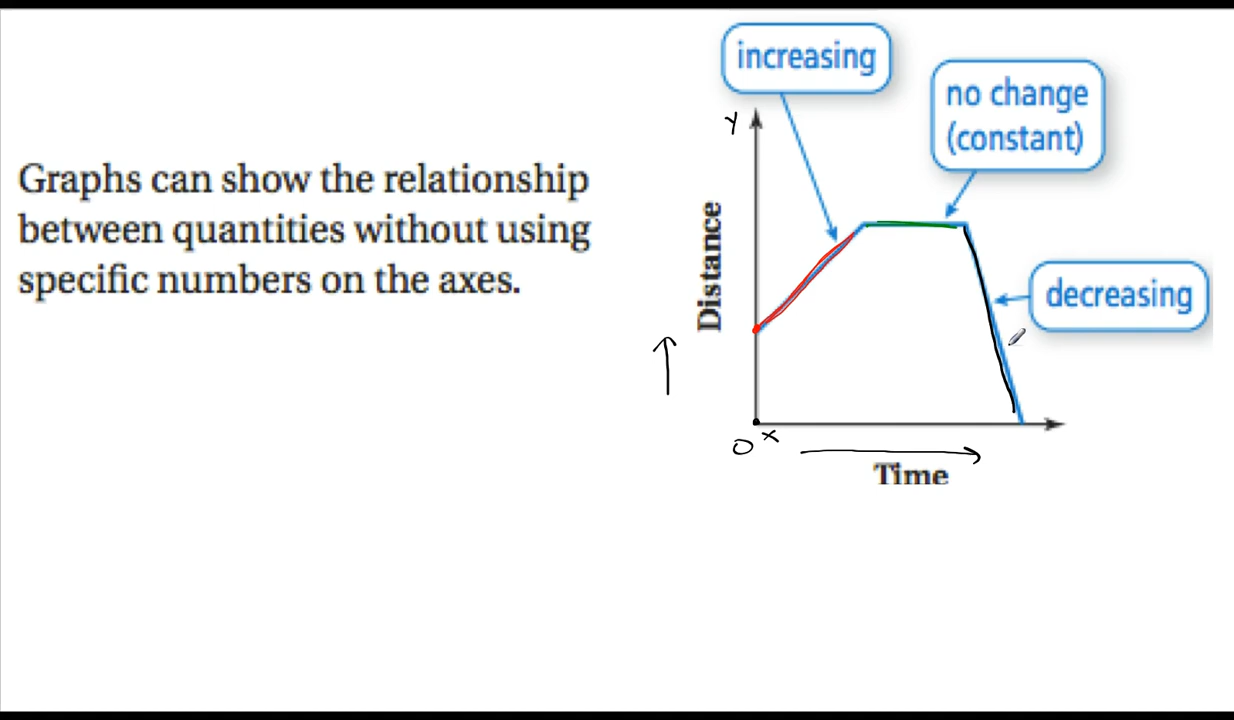 increasing
no change
(constant)
Y
Graphs can show the relationship
between quantities without using
specific numbers on the axes.
Distance
decreasing
0 x
Time